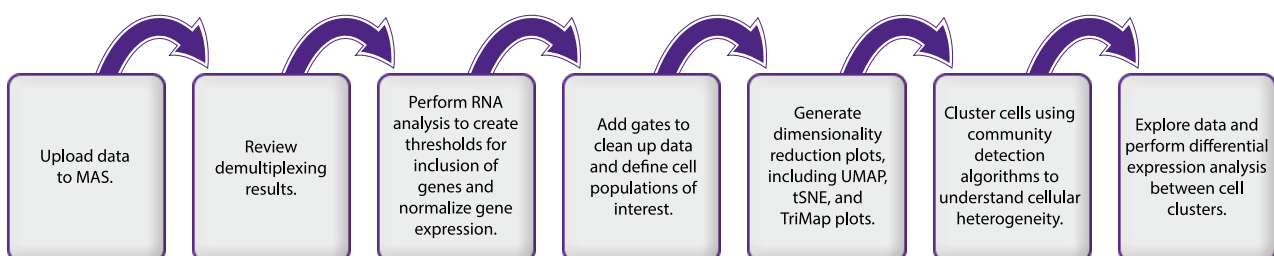 Upload data
to MAS.
Review
demultiplexing
results.
Perform RNA
analysis to create
thresholds for
inclusion of
genes and
normalize gene
expression.
Add gates to
clean up data
and define cell
populations of
interest.
Generate
dimensionality
reduction plots,
including UMAP,
tSNE, and
TriMap plots.
Cluster cells using
community
detection
algorithms to
understand cellular
heterogeneity.
Explore data and
perform differential
expression analysis
between cell
clusters.